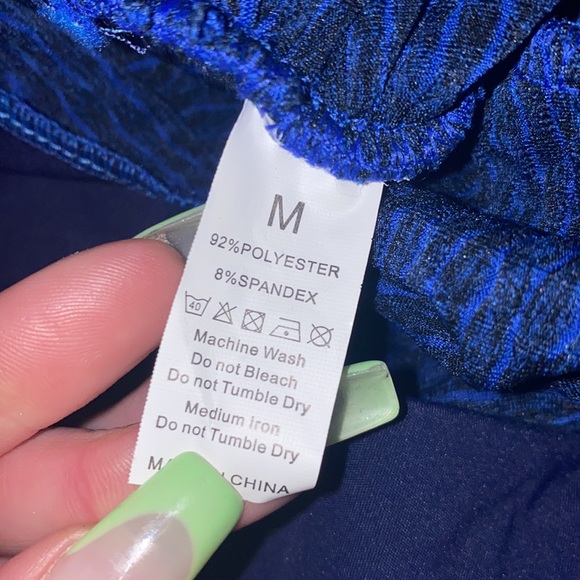 M
92%POLYESTER
8%SPANDEX
40
Machine Wash
Do not Bleach
Do not Tumble Dry
Medium Iron
Do not Tumble Dry
CHINA